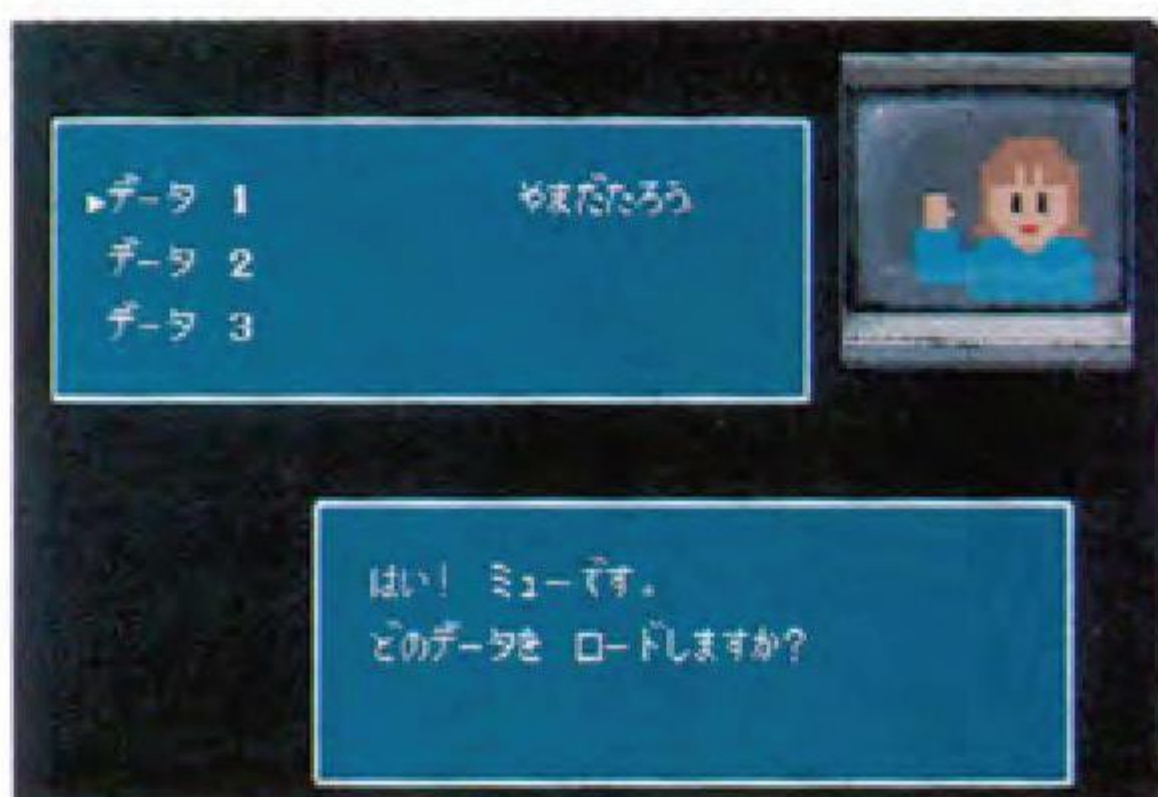 ▶データ 1 やまだたろう
データ 2
データ 3
はい! ミューです。
どのデータを ロードしますか?